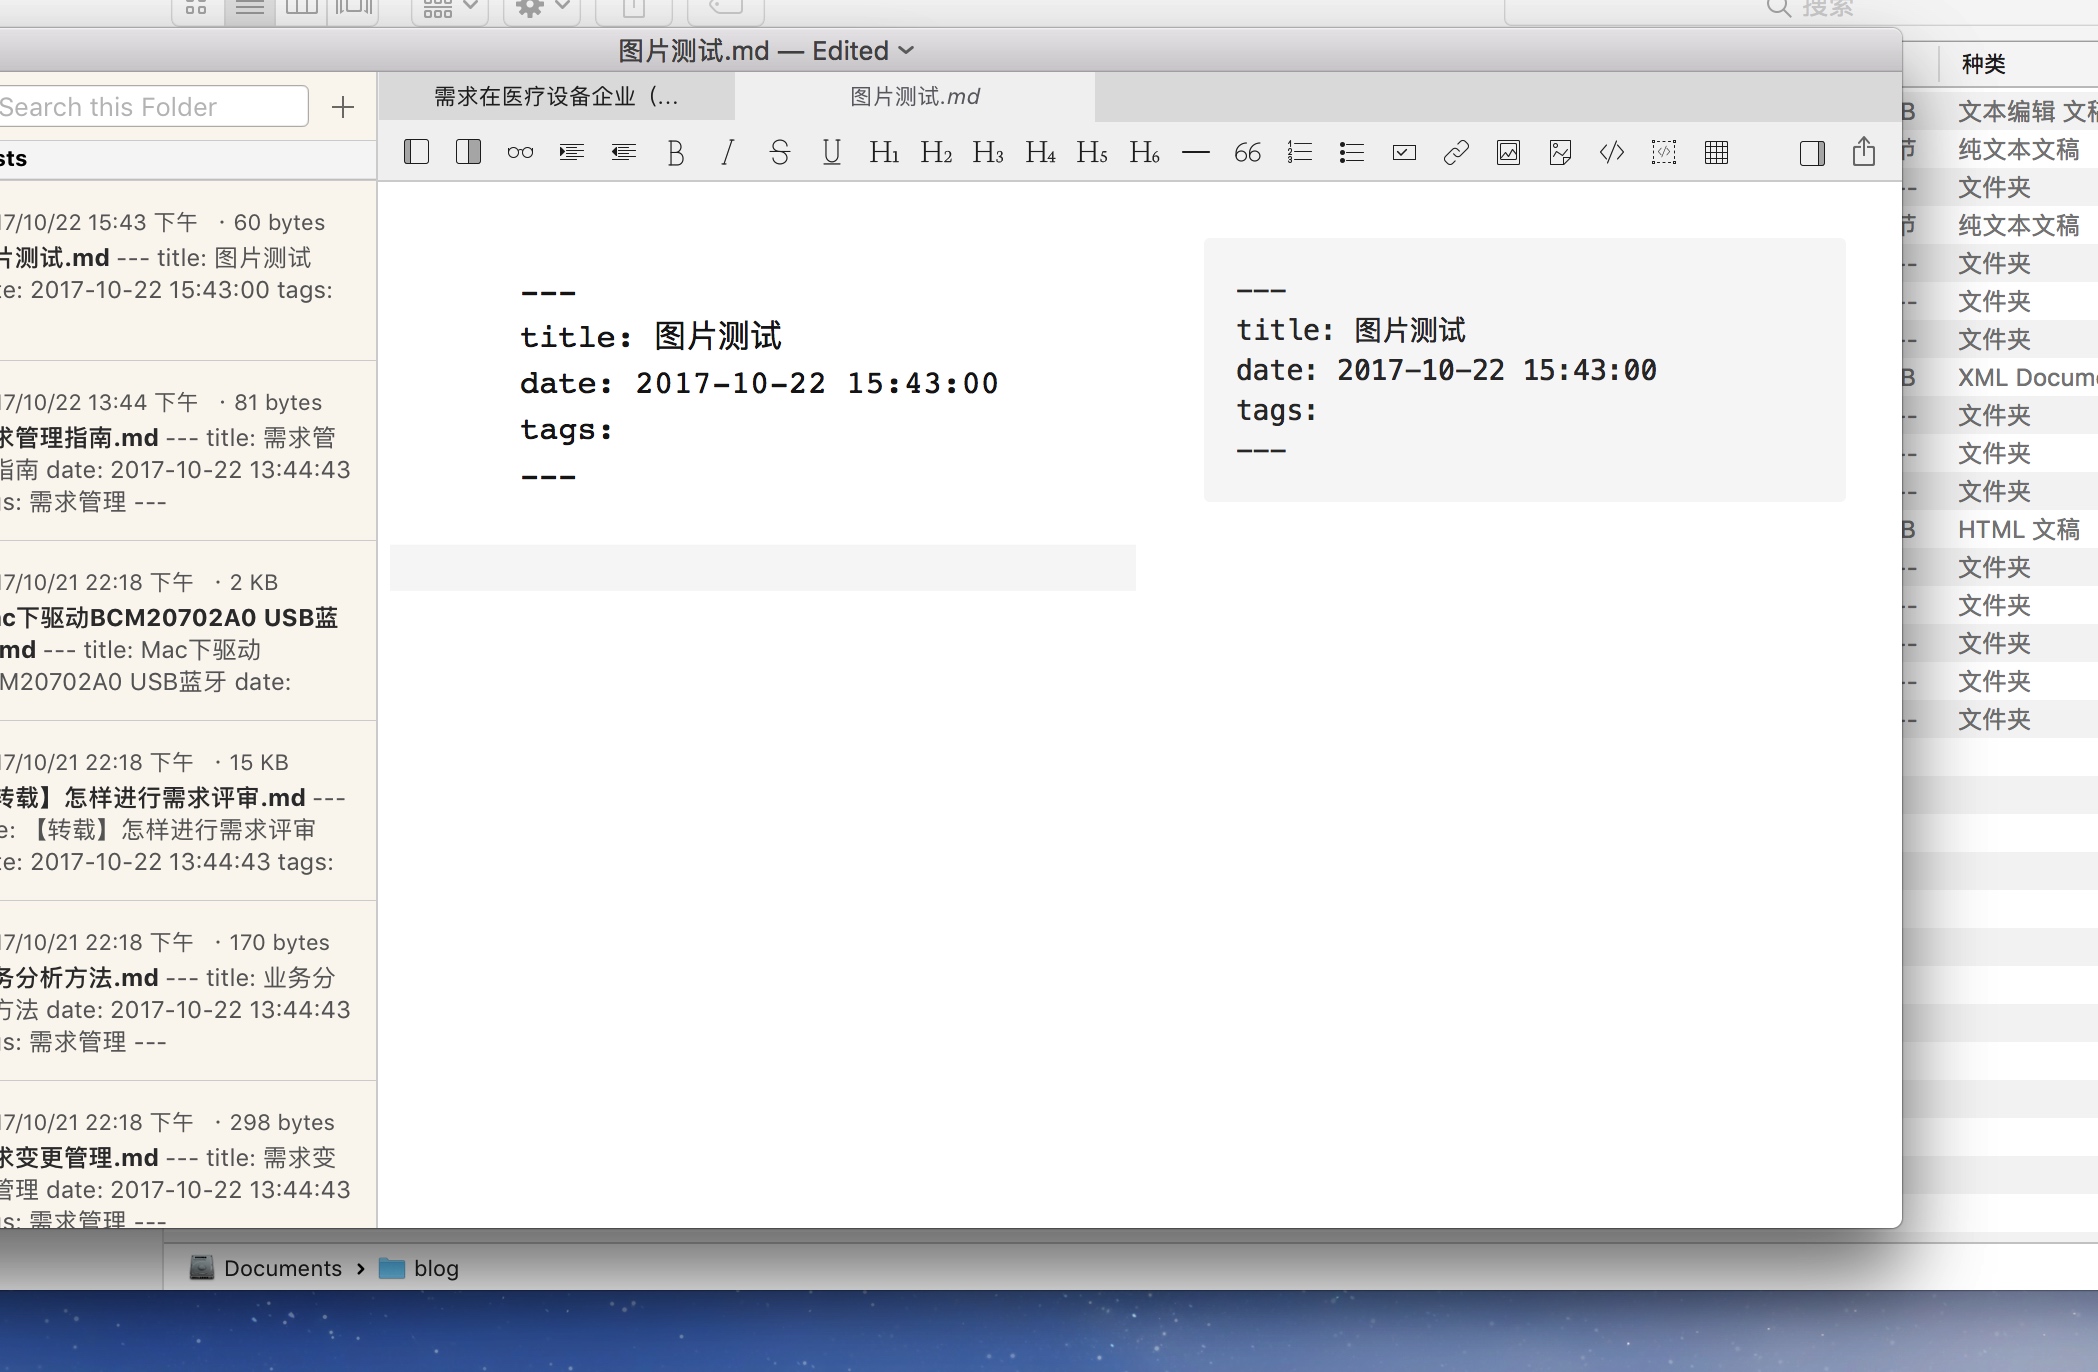 搜索
图片测试.md — Edited
种类
Search this Folder
需求在医疗设备企业（...
图片测试.md
B I S U H1 H2 H3 H4 H5 H6 — 66
sts
17/10/22 15:43 下午 · 60 bytes
片测试.md --- title: 图片测试
te: 2017-10-22 15:43:00 tags:
17/10/22 13:44 下午 · 81 bytes
求管理指南.md --- title: 需求管
指南 date: 2017-10-22 13:44:43
s: 需求管理 ---
17/10/21 22:18 下午 · 2 KB
ac下驱动BCM20702A0 USB蓝
.md --- title: Mac下驱动
M20702A0 USB蓝牙 date:
17/10/21 22:18 下午 · 15 KB
转载】怎样进行需求评审.md ---
e: 【转载】怎样进行需求评审
te: 2017-10-22 13:44:43 tags:
17/10/21 22:18 下午 · 170 bytes
务分析方法.md --- title: 业务分
方法 date: 2017-10-22 13:44:43
s: 需求管理 ---
17/10/21 22:18 下午 · 298 bytes
求变更管理.md --- title: 需求变
管理 date: 2017-10-22 13:44:43
s: 需求管理 ---
---
title: 图片测试
date: 2017-10-22 15:43:00
tags:
---
---
title: 图片测试
date: 2017-10-22 15:43:00
tags:
---
B 文本编辑 文稿
节 纯文本文稿
-- 文件夹
节 纯文本文稿
-- 文件夹
-- 文件夹
-- 文件夹
B XML Docume
-- 文件夹
-- 文件夹
-- 文件夹
B HTML 文稿
-- 文件夹
-- 文件夹
-- 文件夹
-- 文件夹
-- 文件夹
Documents › blog